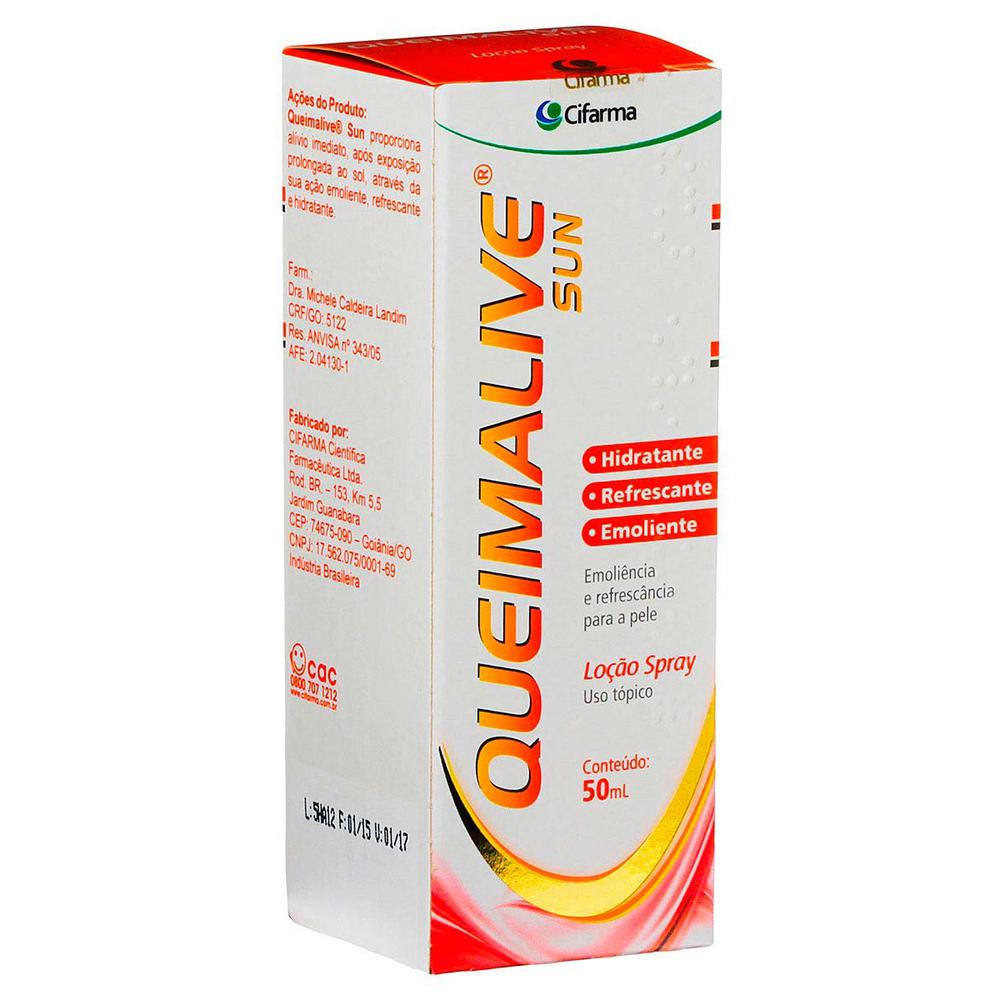 QUEIMALIVE SUN
Loção Spray
Cifarma
Cifarma
QUEIMALIVE®
SUN
• Hidratante
• Refrescante
• Emoliente
Emoliência
e refrescância
para a pele
Loção Spray
Uso tópico
Conteúdo:
50mL
Ações do Produto:
Queimalive® Sun proporciona
alívio imediato, após exposição
prolongada ao sol, através da
sua ação emoliente, refrescante
e hidratante.
Farm.:
Dra. Michele Caldeira Landim
CRF/GO: 5122
Res. ANVISA nº 343/05
AFE: 2.04130-1
Fabricado por:
CIFARMA Científica
Farmacêutica Ltda.
Rod. BR. – 153, Km 5,5
Jardim Guanabara
CEP: 74675-090 – Goiânia/GO
CNPJ: 17.562.075/0001-69
Indústria Brasileira
cac
0800 707 1212
www.cifarma.com.br
L:5HA12 F:01/15 V:01/17